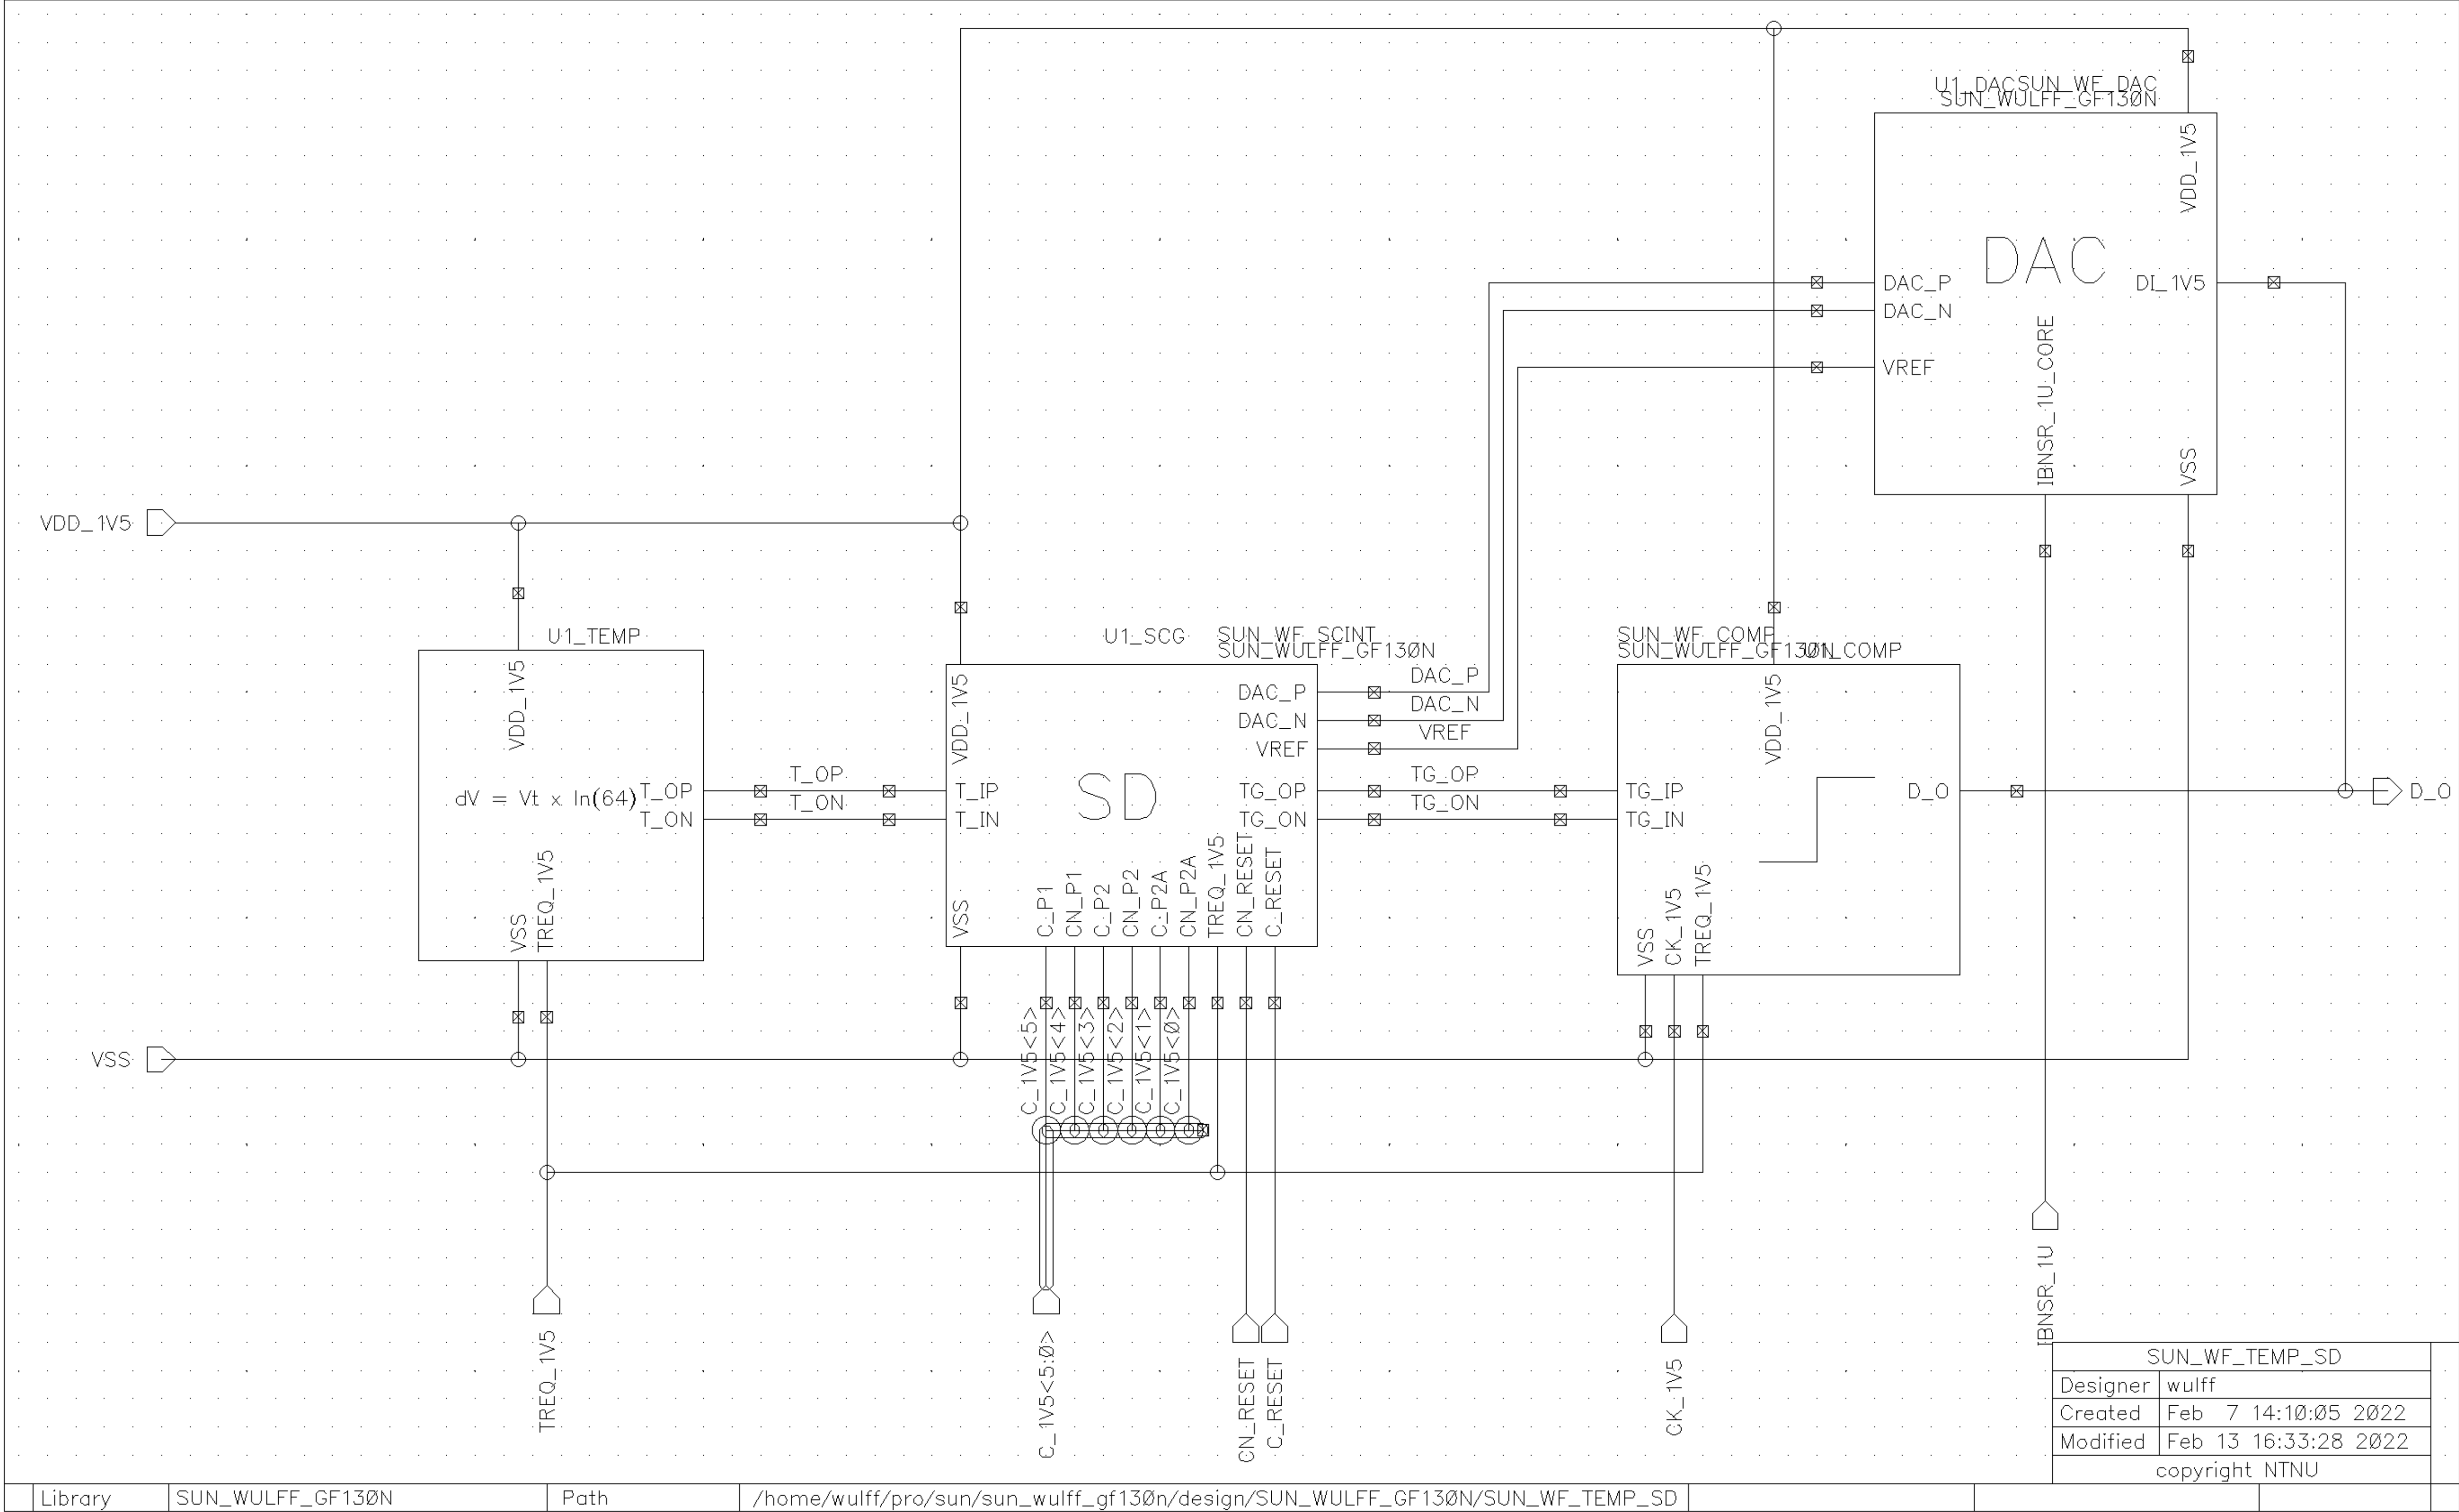 U1_DAC SUN_WF_DAC
SUN_WULFF_GF130N
VDD_1V5
DAC
DAC_P
DI_1V5
DAC_N
VREF
IBNSR_1U_CORE
VSS
VDD_1V5
U1_TEMP
VDD_1V5
dV = Vt x ln(64)
T_OP
T_ON
VSS
TREQ_1V5
T_OP
T_ON
U1_SCG
SUN_WF_SCINT
SUN_WULFF_GF130N
VDD_1V5
DAC_P
DAC_N
VREF
T_IP
T_IN
SD
TG_OP
TG_ON
VSS
C_P1
CN_P1
C_P2
CN_P2
C_P2A
CN_P2A
TREQ_1V5
CN_RESET
C_RESET
DAC_P
DAC_N
VREF
TG_OP
TG_ON
SUN_WF_COMP
SUN_WULFF_GF130N
U1_COMP
VDD_1V5
TG_IP
TG_IN
D_O
VSS
CK_1V5
TREQ_1V5
D_O
VSS
C_1V5<5>
C_1V5<4>
C_1V5<3>
C_1V5<2>
C_1V5<1>
C_1V5<0>
TREQ_1V5
C_1V5<5:0>
CN_RESET
C_RESET
CK_1V5
IBNSR_1U
SUN_WF_TEMP_SD
Designer wulff
Created Feb 7 14:10:05 2022
Modified Feb 13 16:33:28 2022
copyright NTNU
Library SUN_WULFF_GF130N Path /home/wulff/pro/sun/sun_wulff_gf130n/design/SUN_WULFF_GF130N/SUN_WF_TEMP_SD